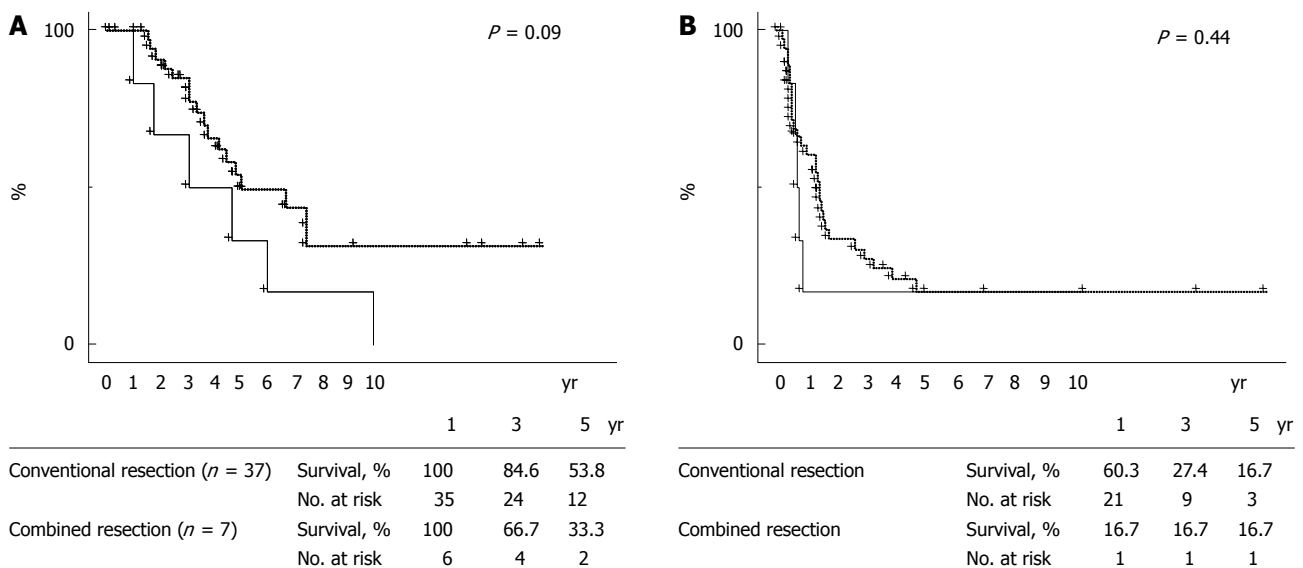 A
100
P = 0.09
%
0
0 1 2 3 4 5 6 7 8 9 10 yr
1 3 5 yr
Conventional resection (n = 37) Survival, % 100 84.6 53.8
No. at risk 35 24 12
Combined resection (n = 7) Survival, % 100 66.7 33.3
No. at risk 6 4 2
B
100
P = 0.44
%
0
0 1 2 3 4 5 6 7 8 9 10 yr
1 3 5 yr
Conventional resection Survival, % 60.3 27.4 16.7
No. at risk 21 9 3
Combined resection Survival, % 16.7 16.7 16.7
No. at risk 1 1 1